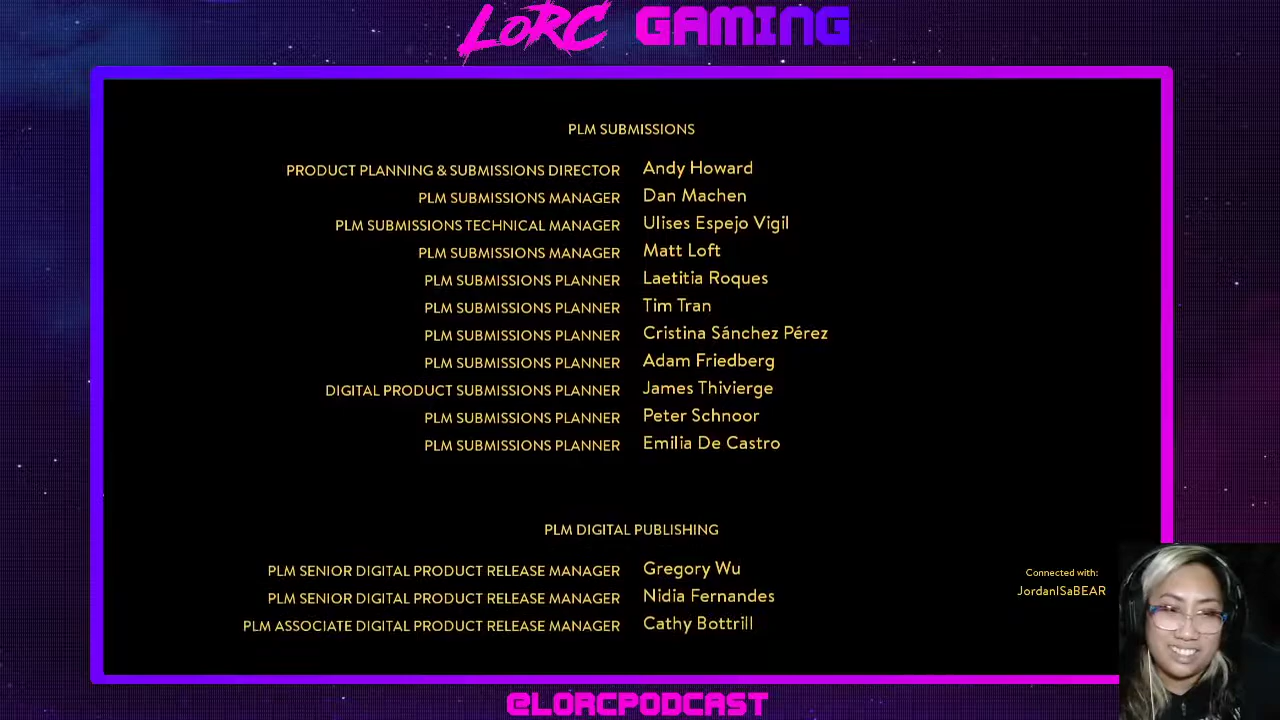 LORC GAMING
PLM SUBMISSIONS
PRODUCT PLANNING & SUBMISSIONS DIRECTOR Andy Howard
PLM SUBMISSIONS MANAGER Dan Machen
PLM SUBMISSIONS TECHNICAL MANAGER Ulises Espejo Vigil
PLM SUBMISSIONS MANAGER Matt Loft
PLM SUBMISSIONS PLANNER Laetitia Roques
PLM SUBMISSIONS PLANNER Tim Tran
PLM SUBMISSIONS PLANNER Cristina Sánchez Pérez
PLM SUBMISSIONS PLANNER Adam Friedberg
DIGITAL PRODUCT SUBMISSIONS PLANNER James Thivierge
PLM SUBMISSIONS PLANNER Peter Schnoor
PLM SUBMISSIONS PLANNER Emilia De Castro
PLM DIGITAL PUBLISHING
PLM SENIOR DIGITAL PRODUCT RELEASE MANAGER Gregory Wu
PLM SENIOR DIGITAL PRODUCT RELEASE MANAGER Nidia Fernandes
PLM ASSOCIATE DIGITAL PRODUCT RELEASE MANAGER Cathy Bottrill
Connected with:
JordanISaBEAR
@LORCPODCAST